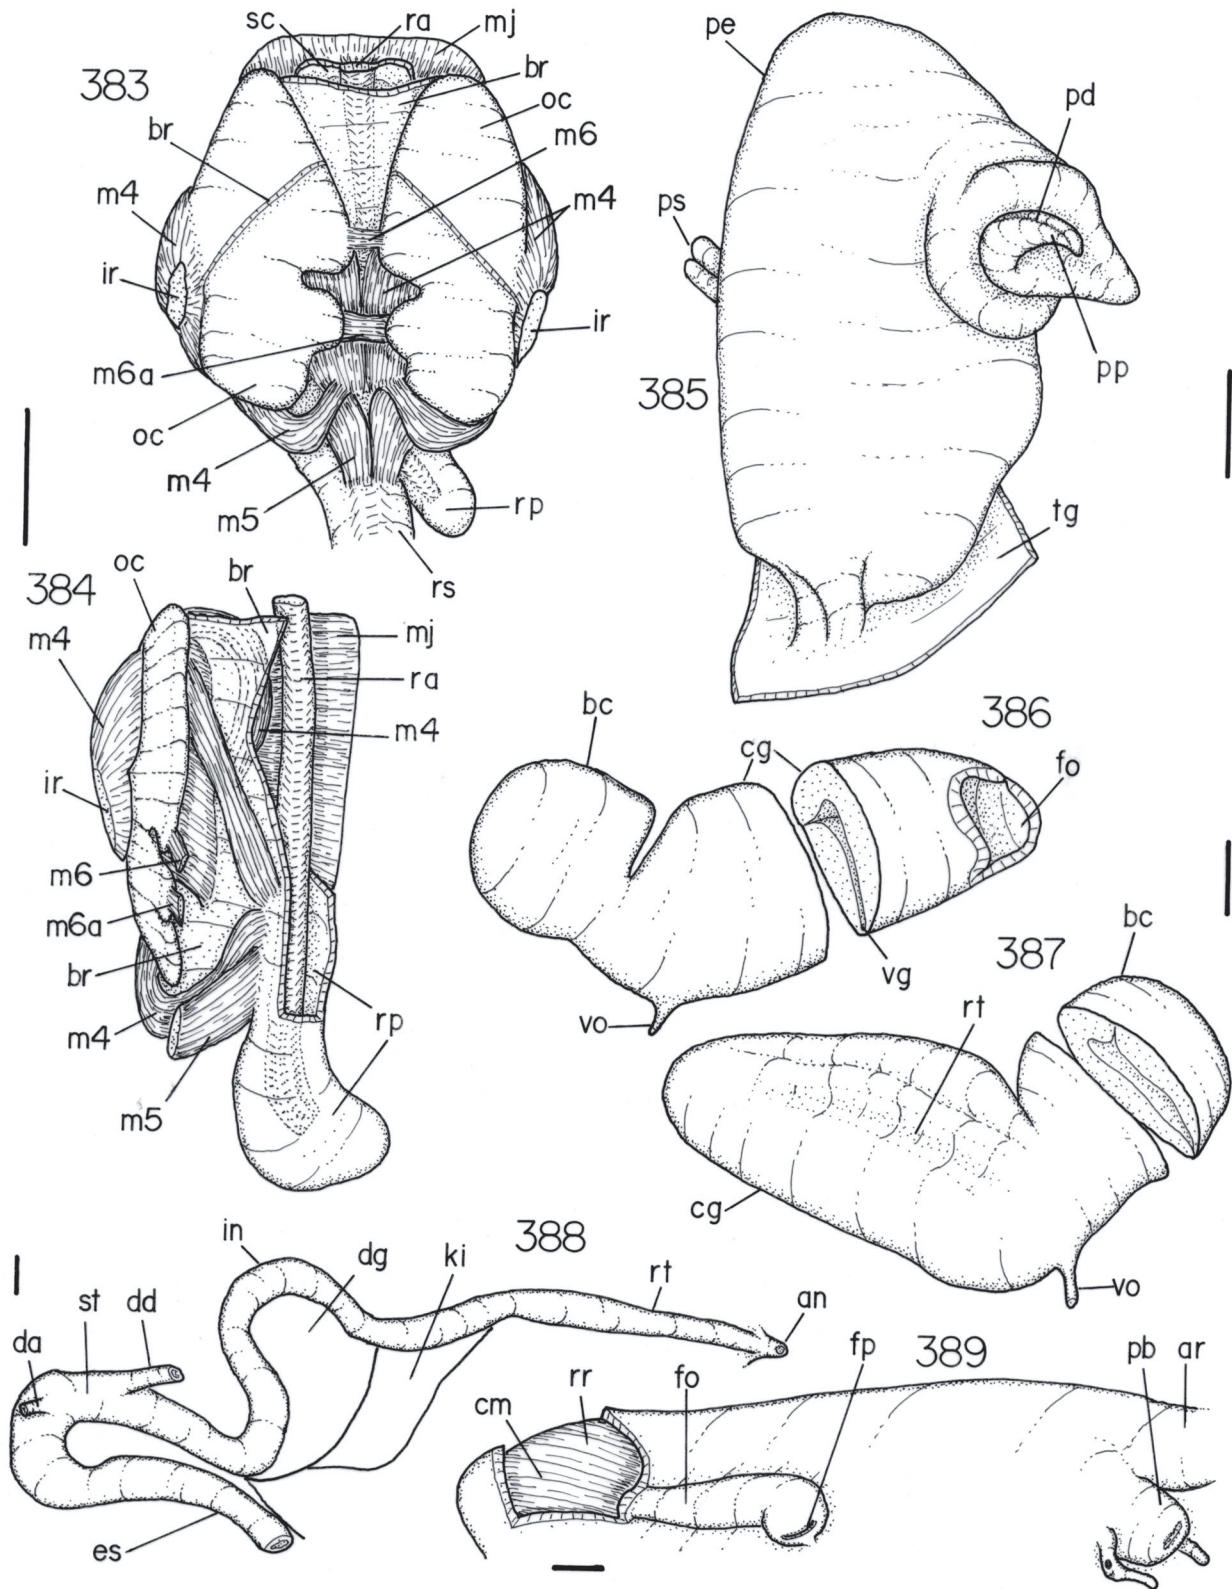 383
sc
ra
mj
br
oc
m6
br
m4
m4
ir
ir
m6a
oc
m4
m5
rp
rs
385
pe
pd
ps
pp
tg
384
oc
br
m4
mj
ra
m4
ir
m6
m6a
br
m4
rp
m5
386
bc
cg
fo
vg
vo
387
bc
rt
cg
vo
388
in
dg
ki
rt
an
st
dd
da
es
389
fp
pb
ar
rr
fo
cm